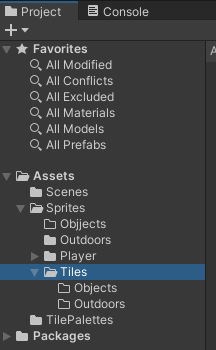 Project Console
Favorites
All Modified
All Conflicts
All Excluded
All Materials
All Models
All Prefabs
Assets
Scenes
Sprites
Objjects
Outdoors
Player
Tiles
Objects
Outdoors
TilePalettes
Packages